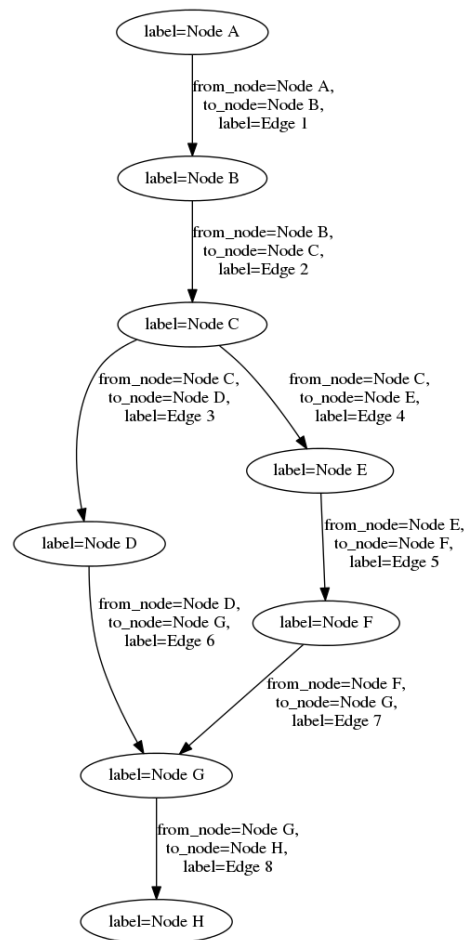 label=Node A
from_node=Node A,
to_node=Node B,
label=Edge 1
label=Node B
from_node=Node B,
to_node=Node C,
label=Edge 2
label=Node C
from_node=Node C,
to_node=Node D,
label=Edge 3
from_node=Node C,
to_node=Node E,
label=Edge 4
label=Node E
from_node=Node E,
to_node=Node F,
label=Edge 5
label=Node D
from_node=Node D,
to_node=Node G,
label=Edge 6
label=Node F
from_node=Node F,
to_node=Node G,
label=Edge 7
label=Node G
from_node=Node G,
to_node=Node H,
label=Edge 8
label=Node H